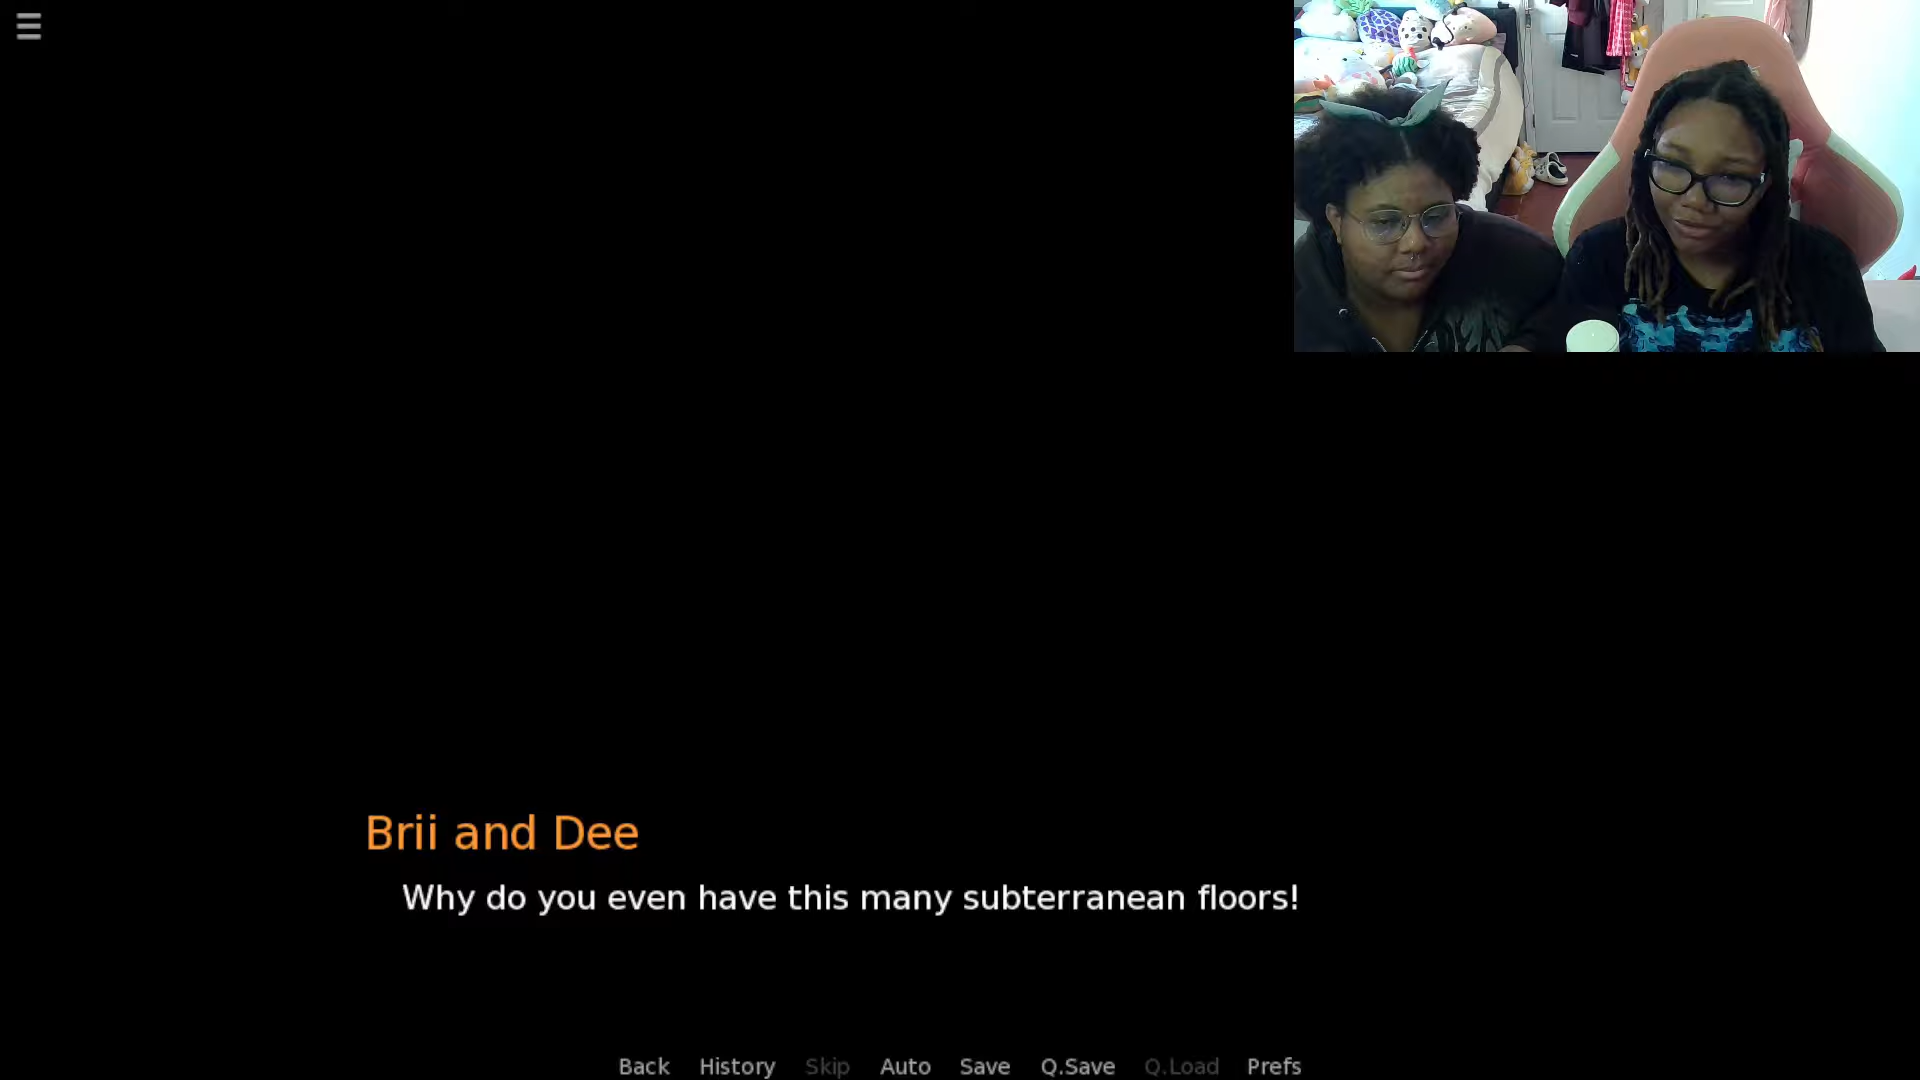 Brii and Dee
Why do you even have this many subterranean floors!
Back History Skip Auto Save Q.Save Q.Load Prefs